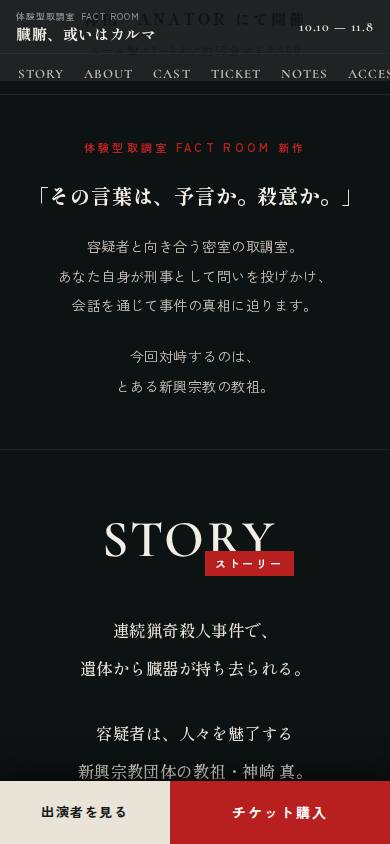 体験型取調室 FACT ROOM
臓腑、或いはカルマ
10.10 — 11.8
ANATOR にて開催
STORY ABOUT CAST TICKET NOTES ACCES
体験型取調室 FACT ROOM 新作
「その言葉は、予言か。殺意か。」
容疑者と向き合う密室の取調室。
あなた自身が刑事として問いを投げかけ、
会話を通じて事件の真相に迫ります。
今回対峙するのは、
とある新興宗教の教祖。
STORY
ストーリー
連続猟奇殺人事件で、
遺体から臓器が持ち去られる。
容疑者は、人々を魅了する
新興宗教団体の教祖・神崎 真。
出演者を見る
チケット購入